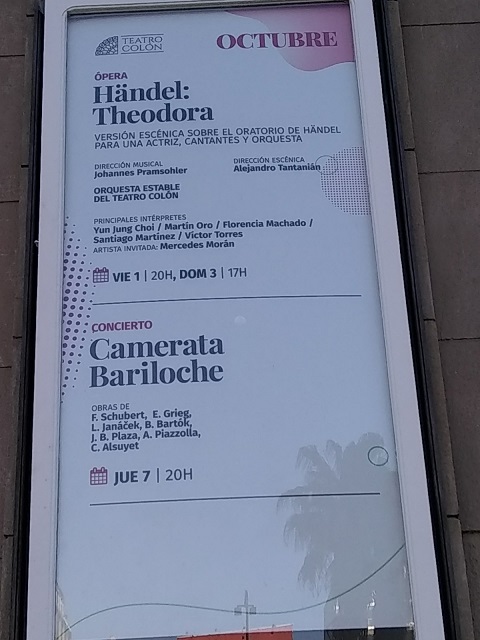 TEATRO
COLÓN
OCTUBRE
ÓPERA
Händel:
Theodora
VERSIÓN ESCÉNICA SOBRE EL ORATORIO DE HÄNDEL
PARA UNA ACTRIZ, CANTANTES Y ORQUESTA
DIRECCIÓN MUSICAL
Johannes Pramsohler
DIRECCIÓN ESCÉNICA
Alejandro Tantanián
ORQUESTA ESTABLE
DEL TEATRO COLÓN
PRINCIPALES INTÉRPRETES
Yun Jung Choi / Martín Oro / Florencia Machado /
Santiago Martínez / Víctor Torres
ARTISTA INVITADA: Mercedes Morán
VIE 1 | 20H, DOM 3 | 17H
CONCIERTO
Camerata
Bariloche
OBRAS DE
F. Schubert, E. Grieg,
L. Janáček, B. Bartók,
J. B. Plaza, A. Piazzolla,
C. Alsuyet
JUE 7 | 20H